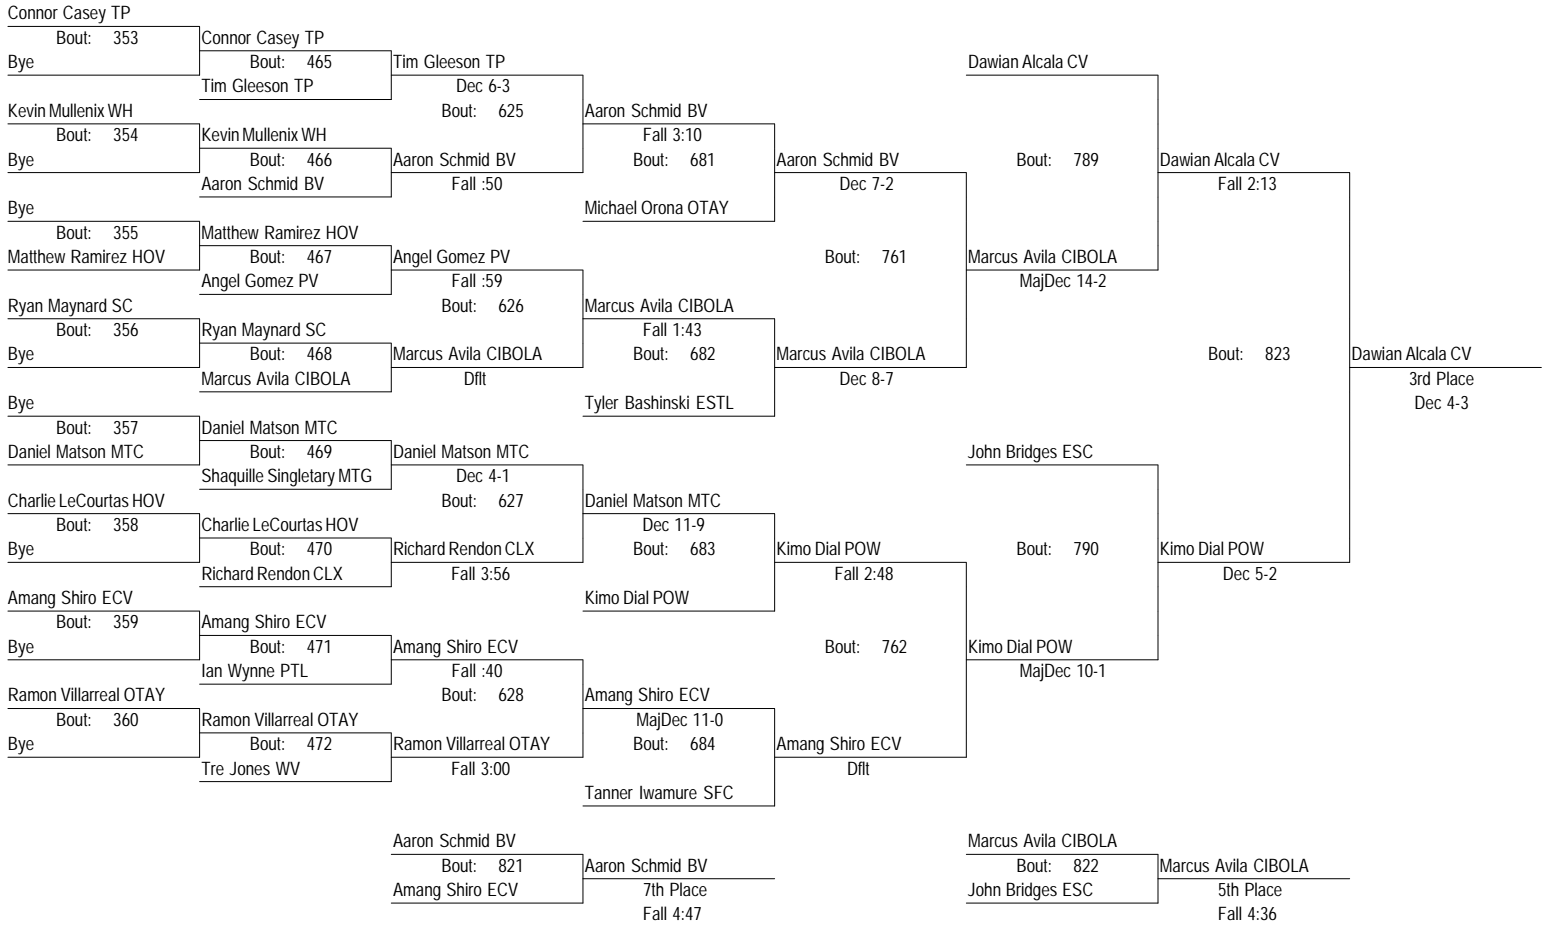 Connor Casey TP
Bout: 353
Connor Casey TP
Bye
Bout: 465
Tim Gleeson TP
Dawian Alcala CV
Tim Gleeson TP
Dec 6-3
Kevin Mullenix WH
Bout: 625
Aaron Schmid BV
Bout: 354
Kevin Mullenix WH
Fall 3:10
Bye
Bout: 466
Aaron Schmid BV
Bout: 681
Aaron Schmid BV
Bout: 789
Dawian Alcala CV
Aaron Schmid BV
Fall :50
Dec 7-2
Fall 2:13
Bye
Michael Orona OTAY
Bout: 355
Matthew Ramirez HOV
Matthew Ramirez HOV
Bout: 467
Angel Gomez PV
Bout: 761
Marcus Avila CIBOLA
Angel Gomez PV
Fall :59
MajDec 14-2
Ryan Maynard SC
Bout: 626
Marcus Avila CIBOLA
Bout: 356
Ryan Maynard SC
Fall 1:43
Bye
Bout: 468
Marcus Avila CIBOLA
Bout: 682
Marcus Avila CIBOLA
Bout: 823
Dawian Alcala CV
Marcus Avila CIBOLA
Dflt
Dec 8-7
3rd Place
Bye
Tyler Bashinski ESTL
Dec 4-3
Bout: 357
Daniel Matson MTC
Daniel Matson MTC
Bout: 469
Daniel Matson MTC
John Bridges ESC
Shaquille Singletary MTG
Dec 4-1
Charlie LeCourtas HOV
Bout: 627
Daniel Matson MTC
Bout: 358
Charlie LeCourtas HOV
Dec 11-9
Bye
Bout: 470
Richard Rendon CLX
Bout: 683
Kimo Dial POW
Bout: 790
Kimo Dial POW
Richard Rendon CLX
Fall 3:56
Fall 2:48
Dec 5-2
Amang Shiro ECV
Kimo Dial POW
Bout: 359
Amang Shiro ECV
Bye
Bout: 471
Amang Shiro ECV
Bout: 762
Kimo Dial POW
Ian Wynne PTL
Fall :40
MajDec 10-1
Ramon Villarreal OTAY
Bout: 628
Amang Shiro ECV
Bout: 360
Ramon Villarreal OTAY
MajDec 11-0
Bye
Bout: 472
Ramon Villarreal OTAY
Bout: 684
Amang Shiro ECV
Tre Jones WV
Fall 3:00
Dflt
Tanner Iwamure SFC
Aaron Schmid BV
Marcus Avila CIBOLA
Bout: 821
Aaron Schmid BV
Bout: 822
Marcus Avila CIBOLA
Amang Shiro ECV
7th Place
John Bridges ESC
5th Place
Fall 4:47
Fall 4:36